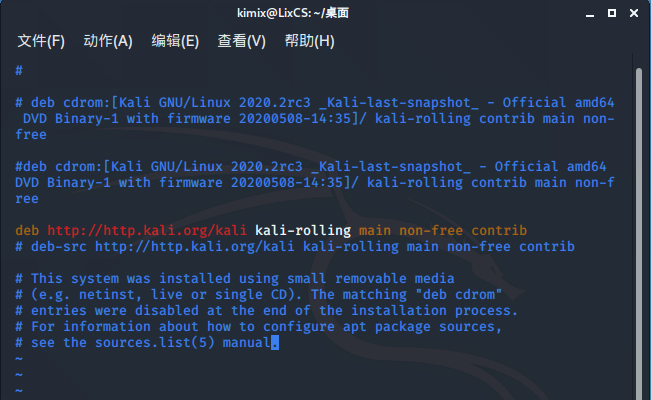 kimix@LixCS: ~/桌面
文件(F) 动作(A) 编辑(E) 查看(V) 帮助(H)
#
# deb cdrom:[Kali GNU/Linux 2020.2rc3 _Kali-last-snapshot_ - Official amd64
DVD Binary-1 with firmware 20200508-14:35]/ kali-rolling contrib main non-
free
#deb cdrom:[Kali GNU/Linux 2020.2rc3 _Kali-last-snapshot_ - Official amd64
DVD Binary-1 with firmware 20200508-14:35]/ kali-rolling contrib main non-f
ree
deb http://http.kali.org/kali kali-rolling main non-free contrib
# deb-src http://http.kali.org/kali kali-rolling main non-free contrib
# This system was installed using small removable media
# (e.g. netinst, live or single CD). The matching "deb cdrom"
# entries were disabled at the end of the installation process.
# For information about how to configure apt package sources,
# see the sources.list(5) manual.
~
~
~